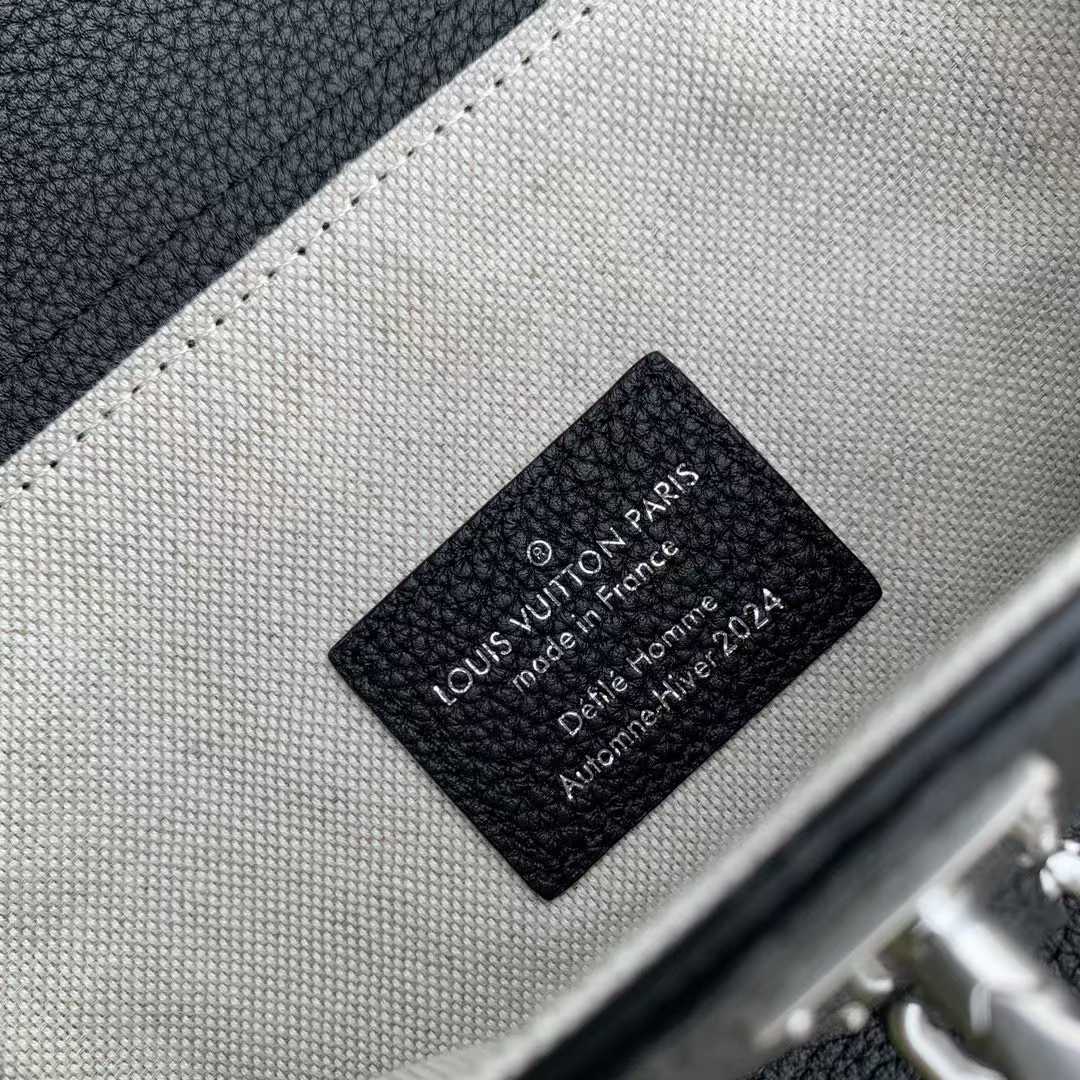 ®
LOUIS VUITTON PARIS
made in France
Défilé Homme
Automne-Hiver 2024